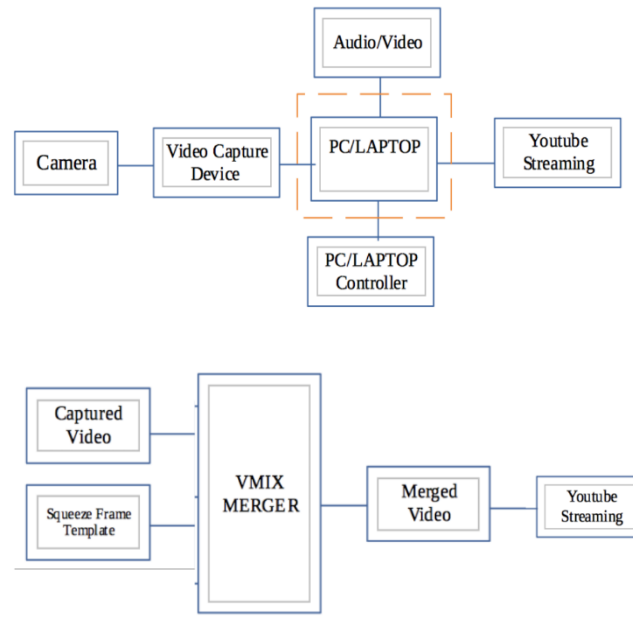 Audio/Video
Camera
Video Capture
Device
PC/LAPTOP
Youtube
Streaming
PC/LAPTOP
Controller
Captured
Video
Squeeze Frame
Template
VMIX
MERGER
Merged
Video
Youtube
Streaming